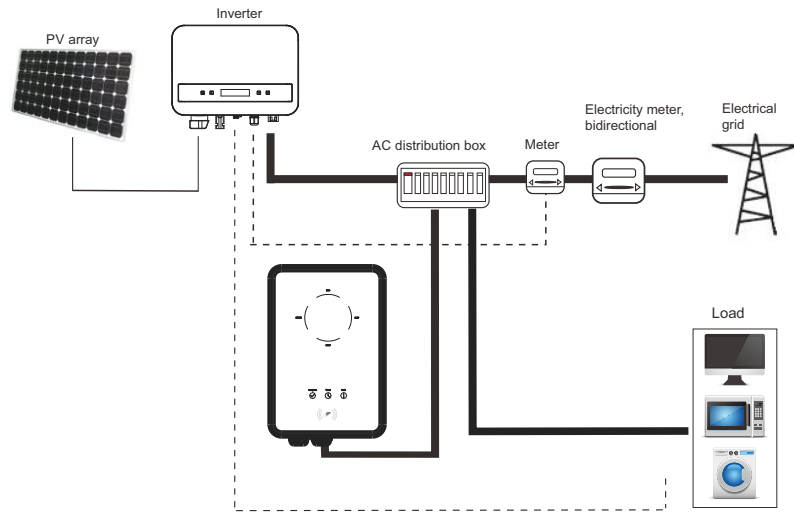 Inverter
PV array
Electricity meter,
bidirectional
Electrical
grid
AC distribution box
Meter
Load